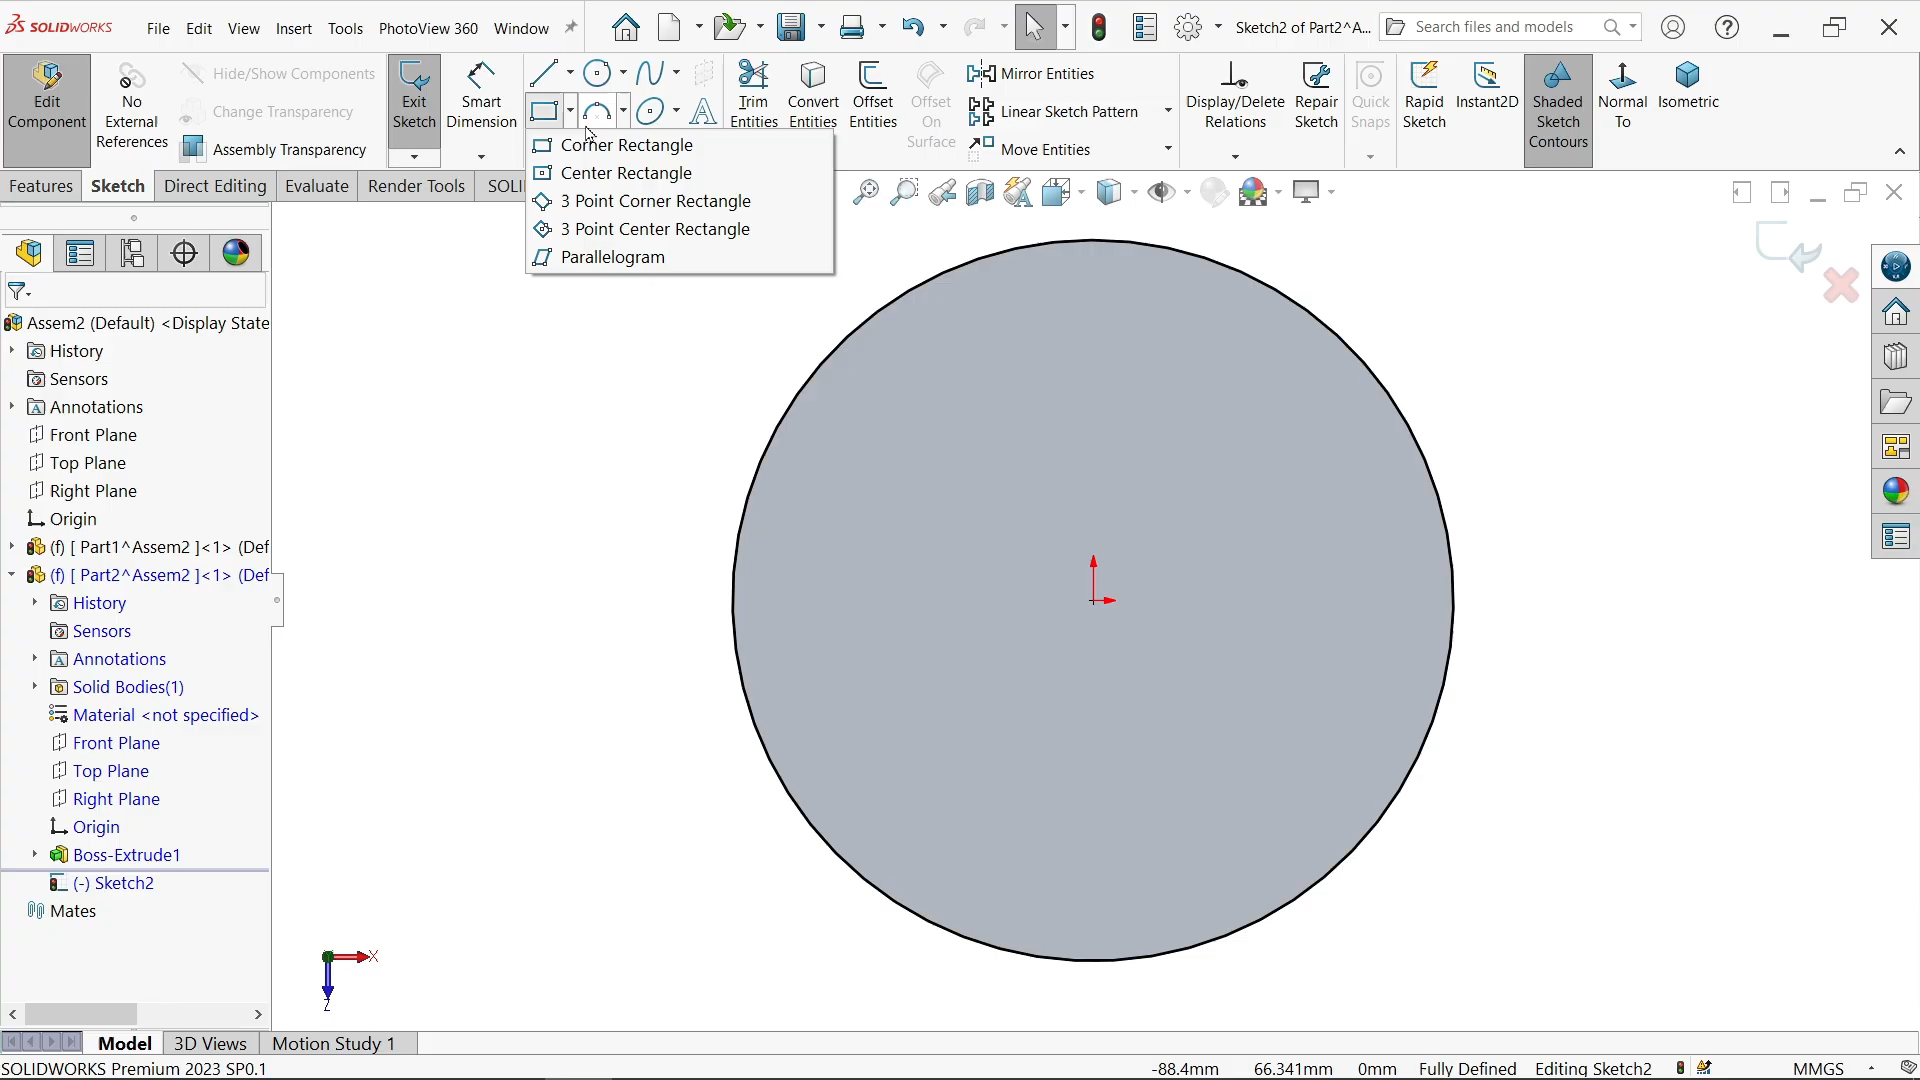 SOLIDWORKS
File
Edit
View
Insert
Tools
PhotoView 360
Window
Sketch2 of Part2^A...
Search files and models
Edit Component
No External References
Hide/Show Components
Change Transparency
Assembly Transparency
Exit Sketch
Smart Dimension
Trim Entities
Convert Entities
Offset Entities
Offset On Surface
Mirror Entities
Linear Sketch Pattern
Move Entities
Display/Delete Relations
Repair Sketch
Quick Snaps
Rapid Sketch
Instant2D
Shaded Sketch Contours
Normal To
Isometric
Corner Rectangle
Center Rectangle
3 Point Corner Rectangle
3 Point Center Rectangle
Parallelogram
Features
Sketch
Direct Editing
Evaluate
Render Tools
SOLI
Assem2 (Default) <Display State
History
Sensors
Annotations
Front Plane
Top Plane
Right Plane
Origin
(f) [ Part1^Assem2 ]<1> (Def
(f) [ Part2^Assem2 ]<1> (Def
History
Sensors
Annotations
Solid Bodies(1)
Material <not specified>
Front Plane
Top Plane
Right Plane
Origin
Boss-Extrude1
(-) Sketch2
Mates
X
Z
Model
3D Views
Motion Study 1
SOLIDWORKS Premium 2023 SP0.1
-88.4mm
66.341mm
0mm
Fully Defined
Editing Sketch2
MMGS